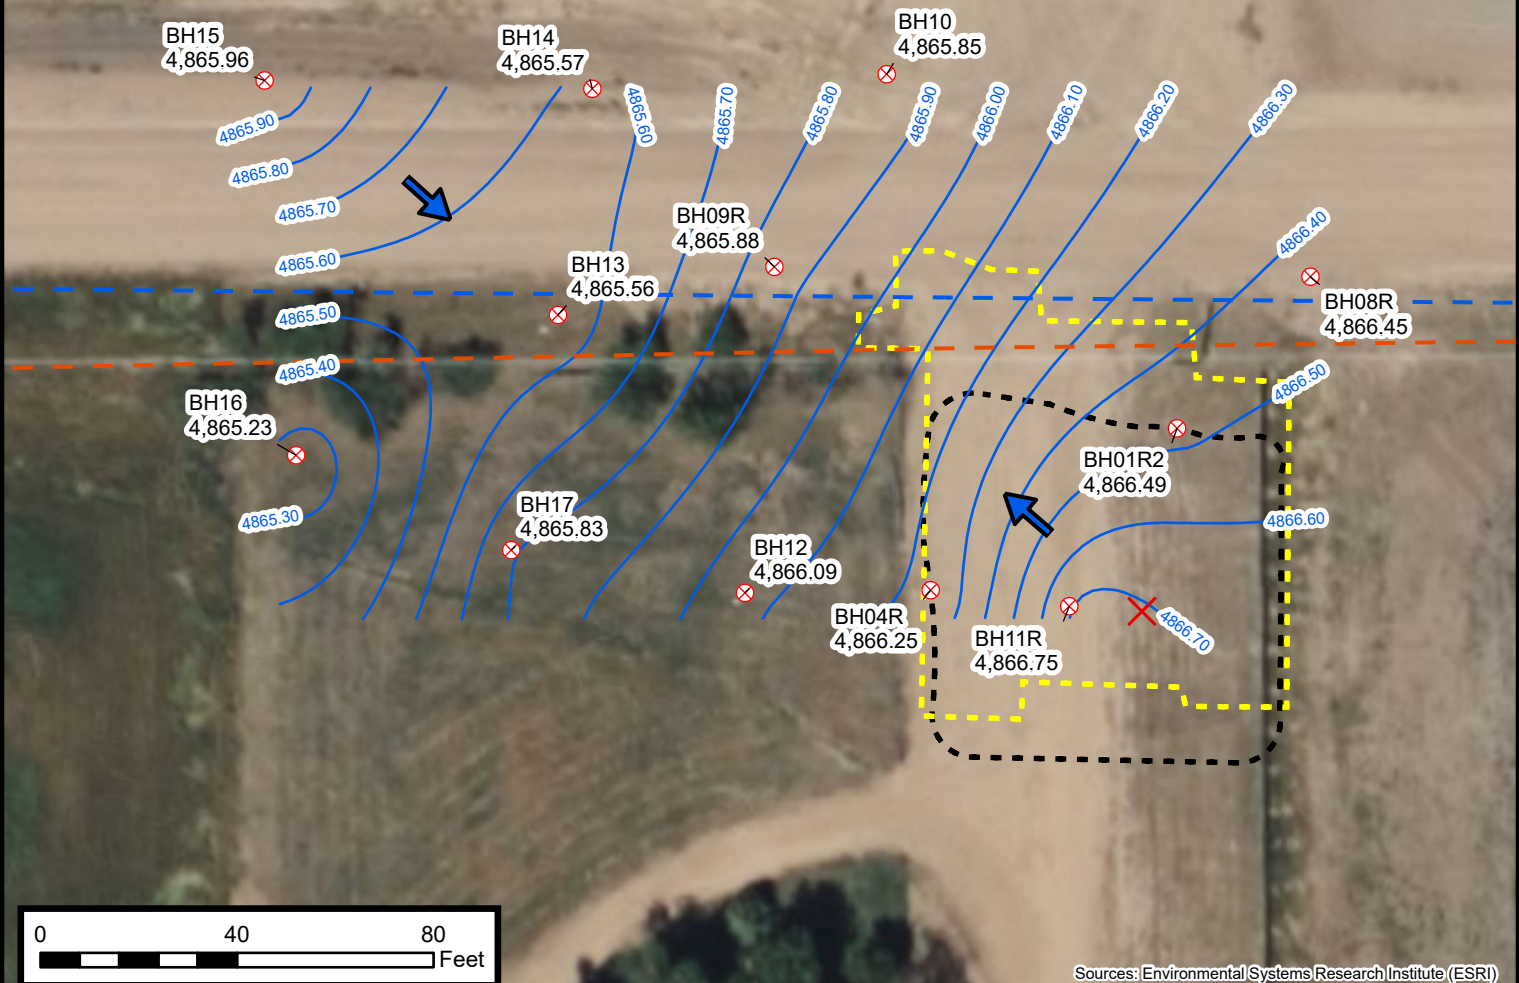 BH15
4,865.96
BH14
4,865.57
BH10
4,865.85
4865.90
4865.80
4865.70
4865.60
4865.60
4865.70
4865.80
4865.90
4866.00
4866.10
4866.20
4866.30
4866.40
BH09R
4,865.88
BH13
4,865.56
BH08R
4,866.45
4865.50
4865.40
4866.50
BH16
4,865.23
BH01R2
4,866.49
4865.30
BH17
4,865.83
4866.60
BH12
4,866.09
BH04R
4,866.25
BH11R
4,866.75
4866.70
0 40 80
Feet
Sources: Environmental Systems Research Institute (ESRI)